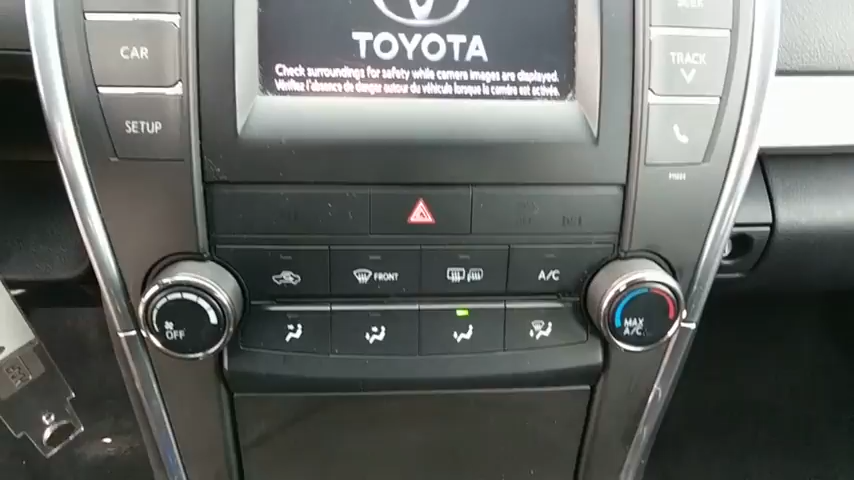 SEEK
CAR
TOYOTA
TRACK
Check surroundings for safety while camera images are displayed.
Vérifiez l'absence de danger autour du véhicule lorsque la caméra est activée.
SETUP
FRONT
A/C
OFF
MAX
A/C